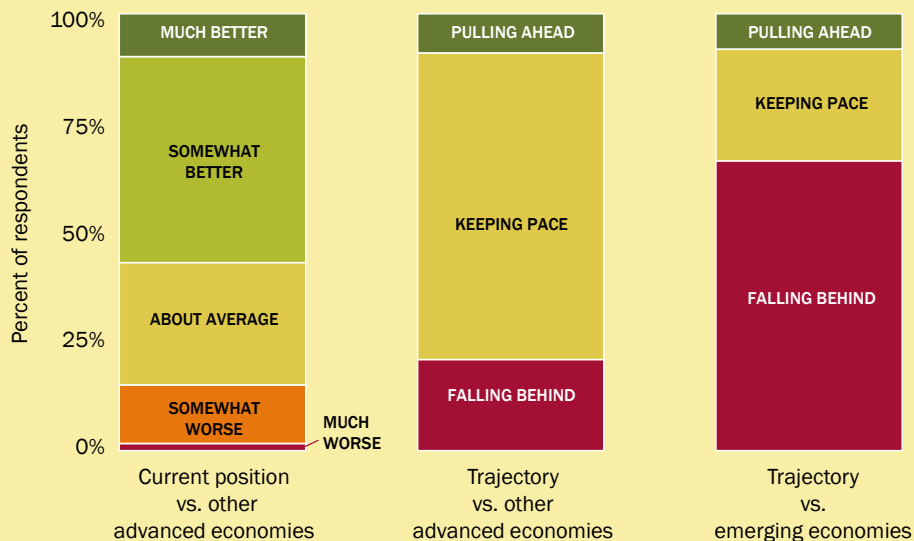 Percent of respondents
100%
75%
50%
25%
0%
MUCH BETTER
SOMEWHAT
BETTER
ABOUT AVERAGE
SOMEWHAT
WORSE
MUCH
WORSE
Current position
vs. other
advanced economies
PULLING AHEAD
KEEPING PACE
FALLING BEHIND
Trajectory
vs. other
advanced economies
PULLING AHEAD
KEEPING PACE
FALLING BEHIND
Trajectory
vs.
emerging economies